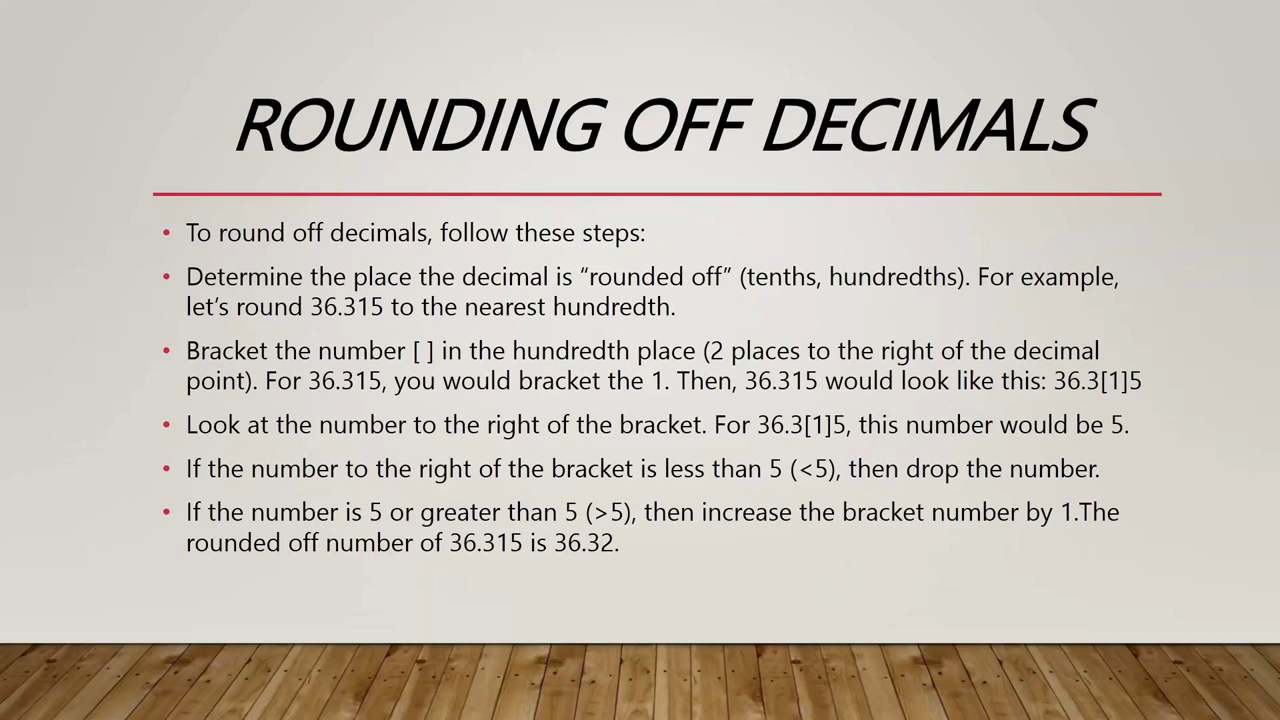 ROUNDING OFF DECIMALS
• To round off decimals, follow these steps:
• Determine the place the decimal is “rounded off” (tenths, hundredths). For example,
let’s round 36.315 to the nearest hundredth.
• Bracket the number [ ] in the hundredth place (2 places to the right of the decimal
point). For 36.315, you would bracket the 1. Then, 36.315 would look like this: 36.3[1]5
• Look at the number to the right of the bracket. For 36.3[1]5, this number would be 5.
• If the number to the right of the bracket is less than 5 (<5), then drop the number.
• If the number is 5 or greater than 5 (>5), then increase the bracket number by 1.The
rounded off number of 36.315 is 36.32.